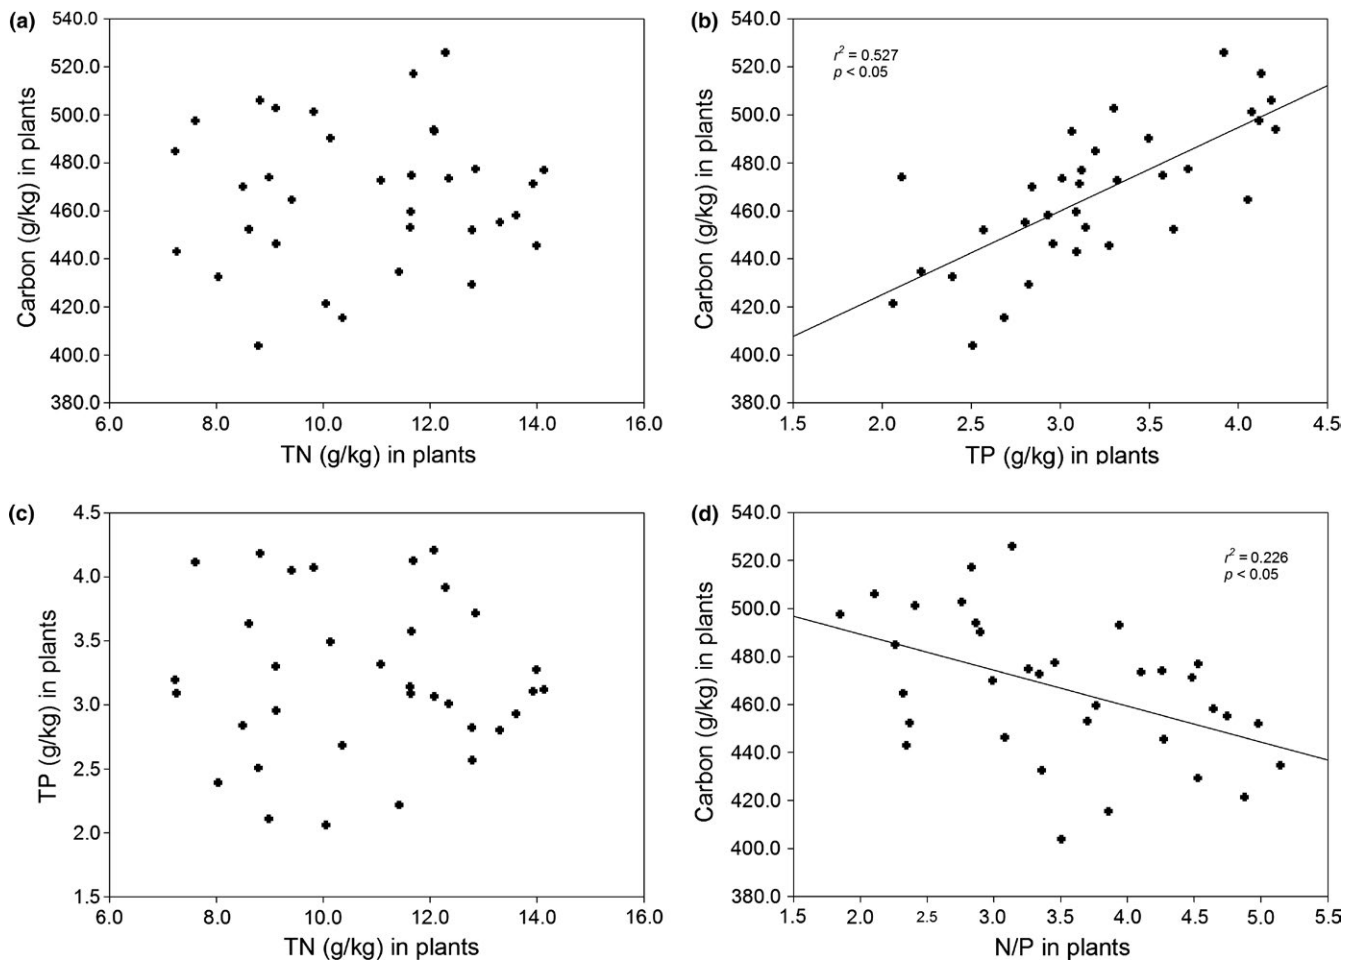 (a)
540.0
520.0
500.0
480.0
460.0
440.0
420.0
400.0
380.0
Carbon (g/kg) in plants
6.0 8.0 10.0 12.0 14.0 16.0
TN (g/kg) in plants
(b)
540.0
520.0
500.0
480.0
460.0
440.0
420.0
400.0
380.0
Carbon (g/kg) in plants
r² = 0.527
p < 0.05
1.5 2.0 2.5 3.0 3.5 4.0 4.5
TP (g/kg) in plants
(c)
4.5
4.0
3.5
3.0
2.5
2.0
1.5
TP (g/kg) in plants
6.0 8.0 10.0 12.0 14.0 16.0
TN (g/kg) in plants
(d)
540.0
520.0
500.0
480.0
460.0
440.0
420.0
400.0
380.0
Carbon (g/kg) in plants
r² = 0.226
p < 0.05
1.5 2.0 2.5 3.0 3.5 4.0 4.5 5.0 5.5
N/P in plants